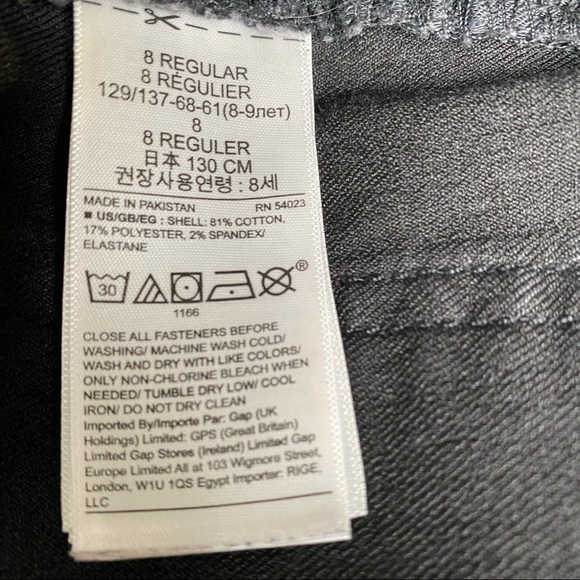 8 REGULAR
8 RÉGULIER
129/137-68-61(8-9лет)
8
8 REGULER
日本 130 CM
권장사용연령 : 8세
MADE IN PAKISTAN RN 54023
■ US/GB/EG : SHELL: 81% COTTON,
17% POLYESTER, 2% SPANDEX/
ELASTANE
30
®
1166
CLOSE ALL FASTENERS BEFORE
WASHING/ MACHINE WASH COLD/
WASH AND DRY WITH LIKE COLORS/
ONLY NON-CHLORINE BLEACH WHEN
NEEDED/ TUMBLE DRY LOW/ COOL
IRON/ DO NOT DRY CLEAN
Imported By/Importe Par: Gap (UK
Holdings) Limited: GPS (Great Britain)
Limited Gap Stores (Ireland) Limited Gap
Europe Limited All at 103 Wigmore Street,
London, W1U 1QS Egypt Importer: RIGE,
LLC